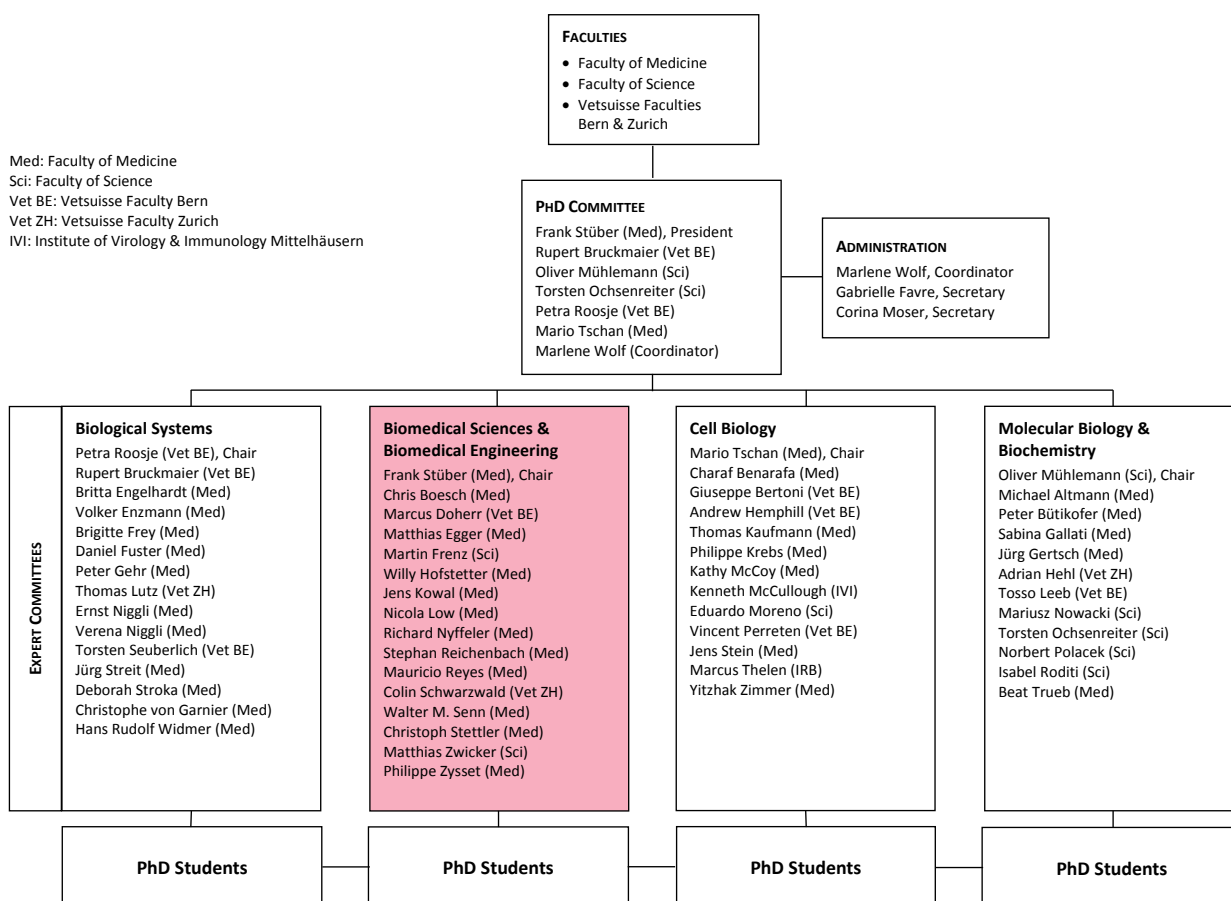 FACULTIES
• Faculty of Medicine
• Faculty of Science
• Vetsuisse Faculties
Bern & Zurich
Med: Faculty of Medicine
Sci: Faculty of Science
Vet BE: Vetsuisse Faculty Bern
Vet ZH: Vetsuisse Faculty Zurich
IVI: Institute of Virology & Immunology Mittelhäusern
PHD COMMITTEE
Frank Stüber (Med), President
Rupert Bruckmaier (Vet BE)
Oliver Mühlemann (Sci)
Torsten Ochsenreiter (Sci)
Petra Roosje (Vet BE)
Mario Tschan (Med)
Marlene Wolf (Coordinator)
ADMINISTRATION
Marlene Wolf, Coordinator
Gabrielle Favre, Secretary
Corina Moser, Secretary
EXPERT COMMITTEES
Biological Systems
Petra Roosje (Vet BE), Chair
Rupert Bruckmaier (Vet BE)
Britta Engelhardt (Med)
Volker Enzmann (Med)
Brigitte Frey (Med)
Daniel Fuster (Med)
Peter Gehr (Med)
Thomas Lutz (Vet ZH)
Ernst Niggli (Med)
Verena Niggli (Med)
Torsten Seuberlich (Vet BE)
Jürg Streit (Med)
Deborah Stroka (Med)
Christophe von Garnier (Med)
Hans Rudolf Widmer (Med)
Biomedical Sciences &
Biomedical Engineering
Frank Stüber (Med), Chair
Chris Boesch (Med)
Marcus Doherr (Vet BE)
Matthias Egger (Med)
Martin Frenz (Sci)
Willy Hofstetter (Med)
Jens Kowal (Med)
Nicola Low (Med)
Richard Nyffeler (Med)
Stephan Reichenbach (Med)
Mauricio Reyes (Med)
Colin Schwarzwald (Vet ZH)
Walter M. Senn (Med)
Christoph Stettler (Med)
Matthias Zwicker (Sci)
Philippe Zysset (Med)
Cell Biology
Mario Tschan (Med), Chair
Charaf Benarafa (Med)
Giuseppe Bertoni (Vet BE)
Andrew Hemphill (Vet BE)
Thomas Kaufmann (Med)
Philippe Krebs (Med)
Kathy McCoy (Med)
Kenneth McCullough (IVI)
Eduardo Moreno (Sci)
Vincent Perreten (Vet BE)
Jens Stein (Med)
Marcus Thelen (IRB)
Yitzhak Zimmer (Med)
Molecular Biology &
Biochemistry
Oliver Mühlemann (Sci), Chair
Michael Altmann (Med)
Peter Bütikofer (Med)
Sabina Gallati (Med)
Jürg Gertsch (Med)
Adrian Hehl (Vet ZH)
Tosso Leeb (Vet BE)
Mariusz Nowacki (Sci)
Torsten Ochsenreiter (Sci)
Norbert Polacek (Sci)
Isabel Roditi (Sci)
Beat Trueb (Med)
PhD Students
PhD Students
PhD Students
PhD Students